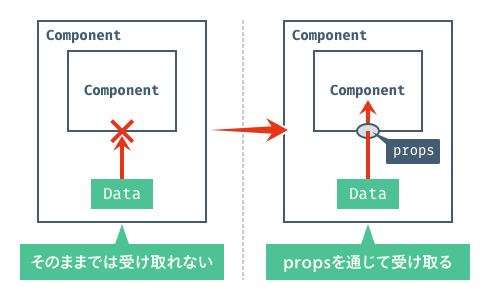 Component
Component
Data
そのままでは受け取れない
Component
Component
props
Data
propsを通じて受け取る